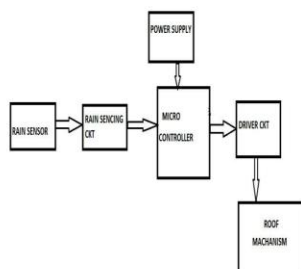 POWER SUPPLY
RAIN SENSOR
RAIN SENCING
CKT
MICRO
CONTROLLER
DRIVER CKT
ROOF
MACHANISM